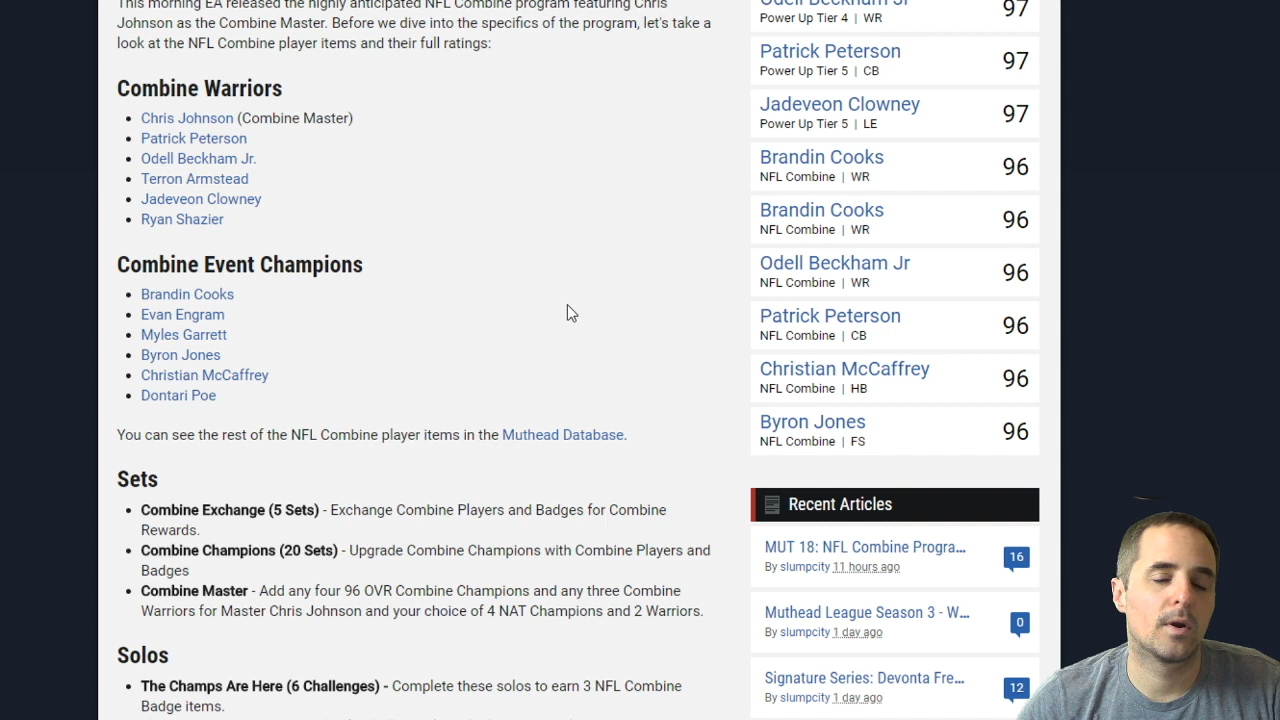 This morning EA released the highly anticipated NFL Combine program featuring Chris
Johnson as the Combine Master. Before we dive into the specifics of the program, let's take a
look at the NFL Combine player items and their full ratings:
Combine Warriors
Chris Johnson (Combine Master)
Patrick Peterson
Odell Beckham Jr.
Terron Armstead
Jadeveon Clowney
Ryan Shazier
Combine Event Champions
Brandin Cooks
Evan Engram
Myles Garrett
Byron Jones
Christian McCaffrey
Dontari Poe
You can see the rest of the NFL Combine player items in the Muthead Database.
Sets
Combine Exchange (5 Sets) - Exchange Combine Players and Badges for Combine
Rewards.
Combine Champions (20 Sets) - Upgrade Combine Champions with Combine Players and
Badges
Combine Master - Add any four 96 OVR Combine Champions and any three Combine
Warriors for Master Chris Johnson and your choice of 4 NAT Champions and 2 Warriors.
Solos
The Champs Are Here (6 Challenges) - Complete these solos to earn 3 NFL Combine
Badge items.
Odell Beckham Jr 97
Power Up Tier 4 | WR
Patrick Peterson 97
Power Up Tier 5 | CB
Jadeveon Clowney 97
Power Up Tier 5 | LE
Brandin Cooks 96
NFL Combine | WR
Brandin Cooks 96
NFL Combine | WR
Odell Beckham Jr 96
NFL Combine | WR
Patrick Peterson 96
NFL Combine | CB
Christian McCaffrey 96
NFL Combine | HB
Byron Jones 96
NFL Combine | FS
Recent Articles
MUT 18: NFL Combine Progra... 16
By slumpcity 11 hours ago
Muthead League Season 3 - W... 0
By slumpcity 1 day ago
Signature Series: Devonta Fre... 12
By slumpcity 1 day ago